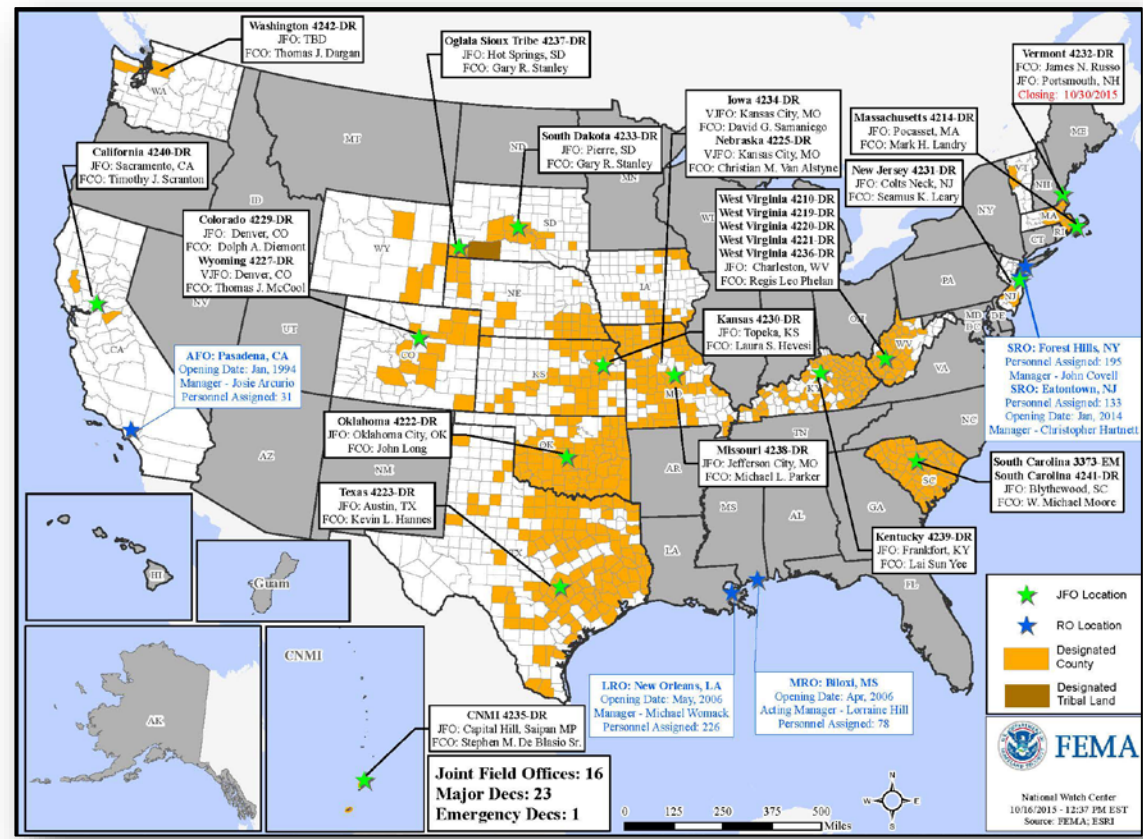 Washington 4242-DR
JFO: TBD
FCO: Thomas J. Dargan
Oglala Sioux Tribe 4237-DR
JFO: Hot Springs, SD
FCO: Gary R. Stanley
Vermont 4232-DR
FCO: James N. Russo
JFO: Portsmouth, NH
Closing: 10/30/2015
Iowa 4234-DR
VJFO: Kansas City, MO
FCO: David G. Samaniego
Nebraska 4225-DR
VJFO: Kansas City, MO
FCO: Christian M. Van Alstyne
Massachusetts 4214-DR
JFO: Pocasset, MA
FCO: Mark H. Landry
South Dakota 4233-DR
JFO: Pierre, SD
FCO: Gary R. Stanley
California 4240-DR
JFO: Sacramento, CA
FCO: Timothy J. Scranton
New Jersey 4231-DR
JFO: Colts Neck, NJ
FCO: Seamus K. Leary
Colorado 4229-DR
JFO: Denver, CO
FCO: Dolph A. Diemont
Wyoming 4227-DR
VJFO: Denver, CO
FCO: Thomas J. McCool
West Virginia 4210-DR
West Virginia 4219-DR
West Virginia 4220-DR
West Virginia 4221-DR
West Virginia 4236-DR
JFO: Charleston, WV
FCO: Regis Leo Phelan
Kansas 4230-DR
JFO: Topeka, KS
FCO: Laura S. Hevesi
AFO: Pasadena, CA
Opening Date: Jan, 1994
Manager - Josie Arcurio
Personnel Assigned: 31
SRO: Forest Hills, NY
Personnel Assigned: 195
Manager - John Covell
SRO: Eatontown, NJ
Personnel Assigned: 133
Opening Date: Jan, 2014
Manager - Christopher Hartnett
Oklahoma 4222-DR
JFO: Oklahoma City, OK
FCO: John Long
Missouri 4238-DR
JFO: Jefferson City, MO
FCO: Michael L. Parker
South Carolina 3373-EM
South Carolina 4241-DR
JFO: Blythewood, SC
FCO: W. Michael Moore
Texas 4223-DR
JFO: Austin, TX
FCO: Kevin L. Hannes
Kentucky 4239-DR
JFO: Frankfort, KY
FCO: Lai Sun Yee
LRO: New Orleans, LA
Opening Date: May, 2006
Manager - Michael Womack
Personnel Assigned: 226
MRO: Biloxi, MS
Opening Date: Apr, 2006
Acting Manager - Lorraine Hill
Personnel Assigned: 78
CNMI 4235-DR
JFO: Capital Hill, Saipan MP
FCO: Stephen M. De Blasio Sr.
Joint Field Offices: 16
Major Decs: 23
Emergency Decs: 1
WA
MT
ND
MN
ID
WY
SD
WI
NY
VT
NH
ME
MA
RI
CT
PA
NJ
NV
UT
CO
NE
IA
OH
MD
DE
DC
CA
KS
MO
KY
WV
VA
AZ
NM
OK
AR
TN
NC
SC
TX
LA
MS
AL
GA
FL
HI
Guam
AK
CNMI
JFO Location
RO Location
Designated
County
Designated
Tribal Land
FEMA
National Watch Center
10/16/2015 - 12:37 PM EST
Source: FEMA; ESRI
N
W
E
S
0 125 250 500
Miles